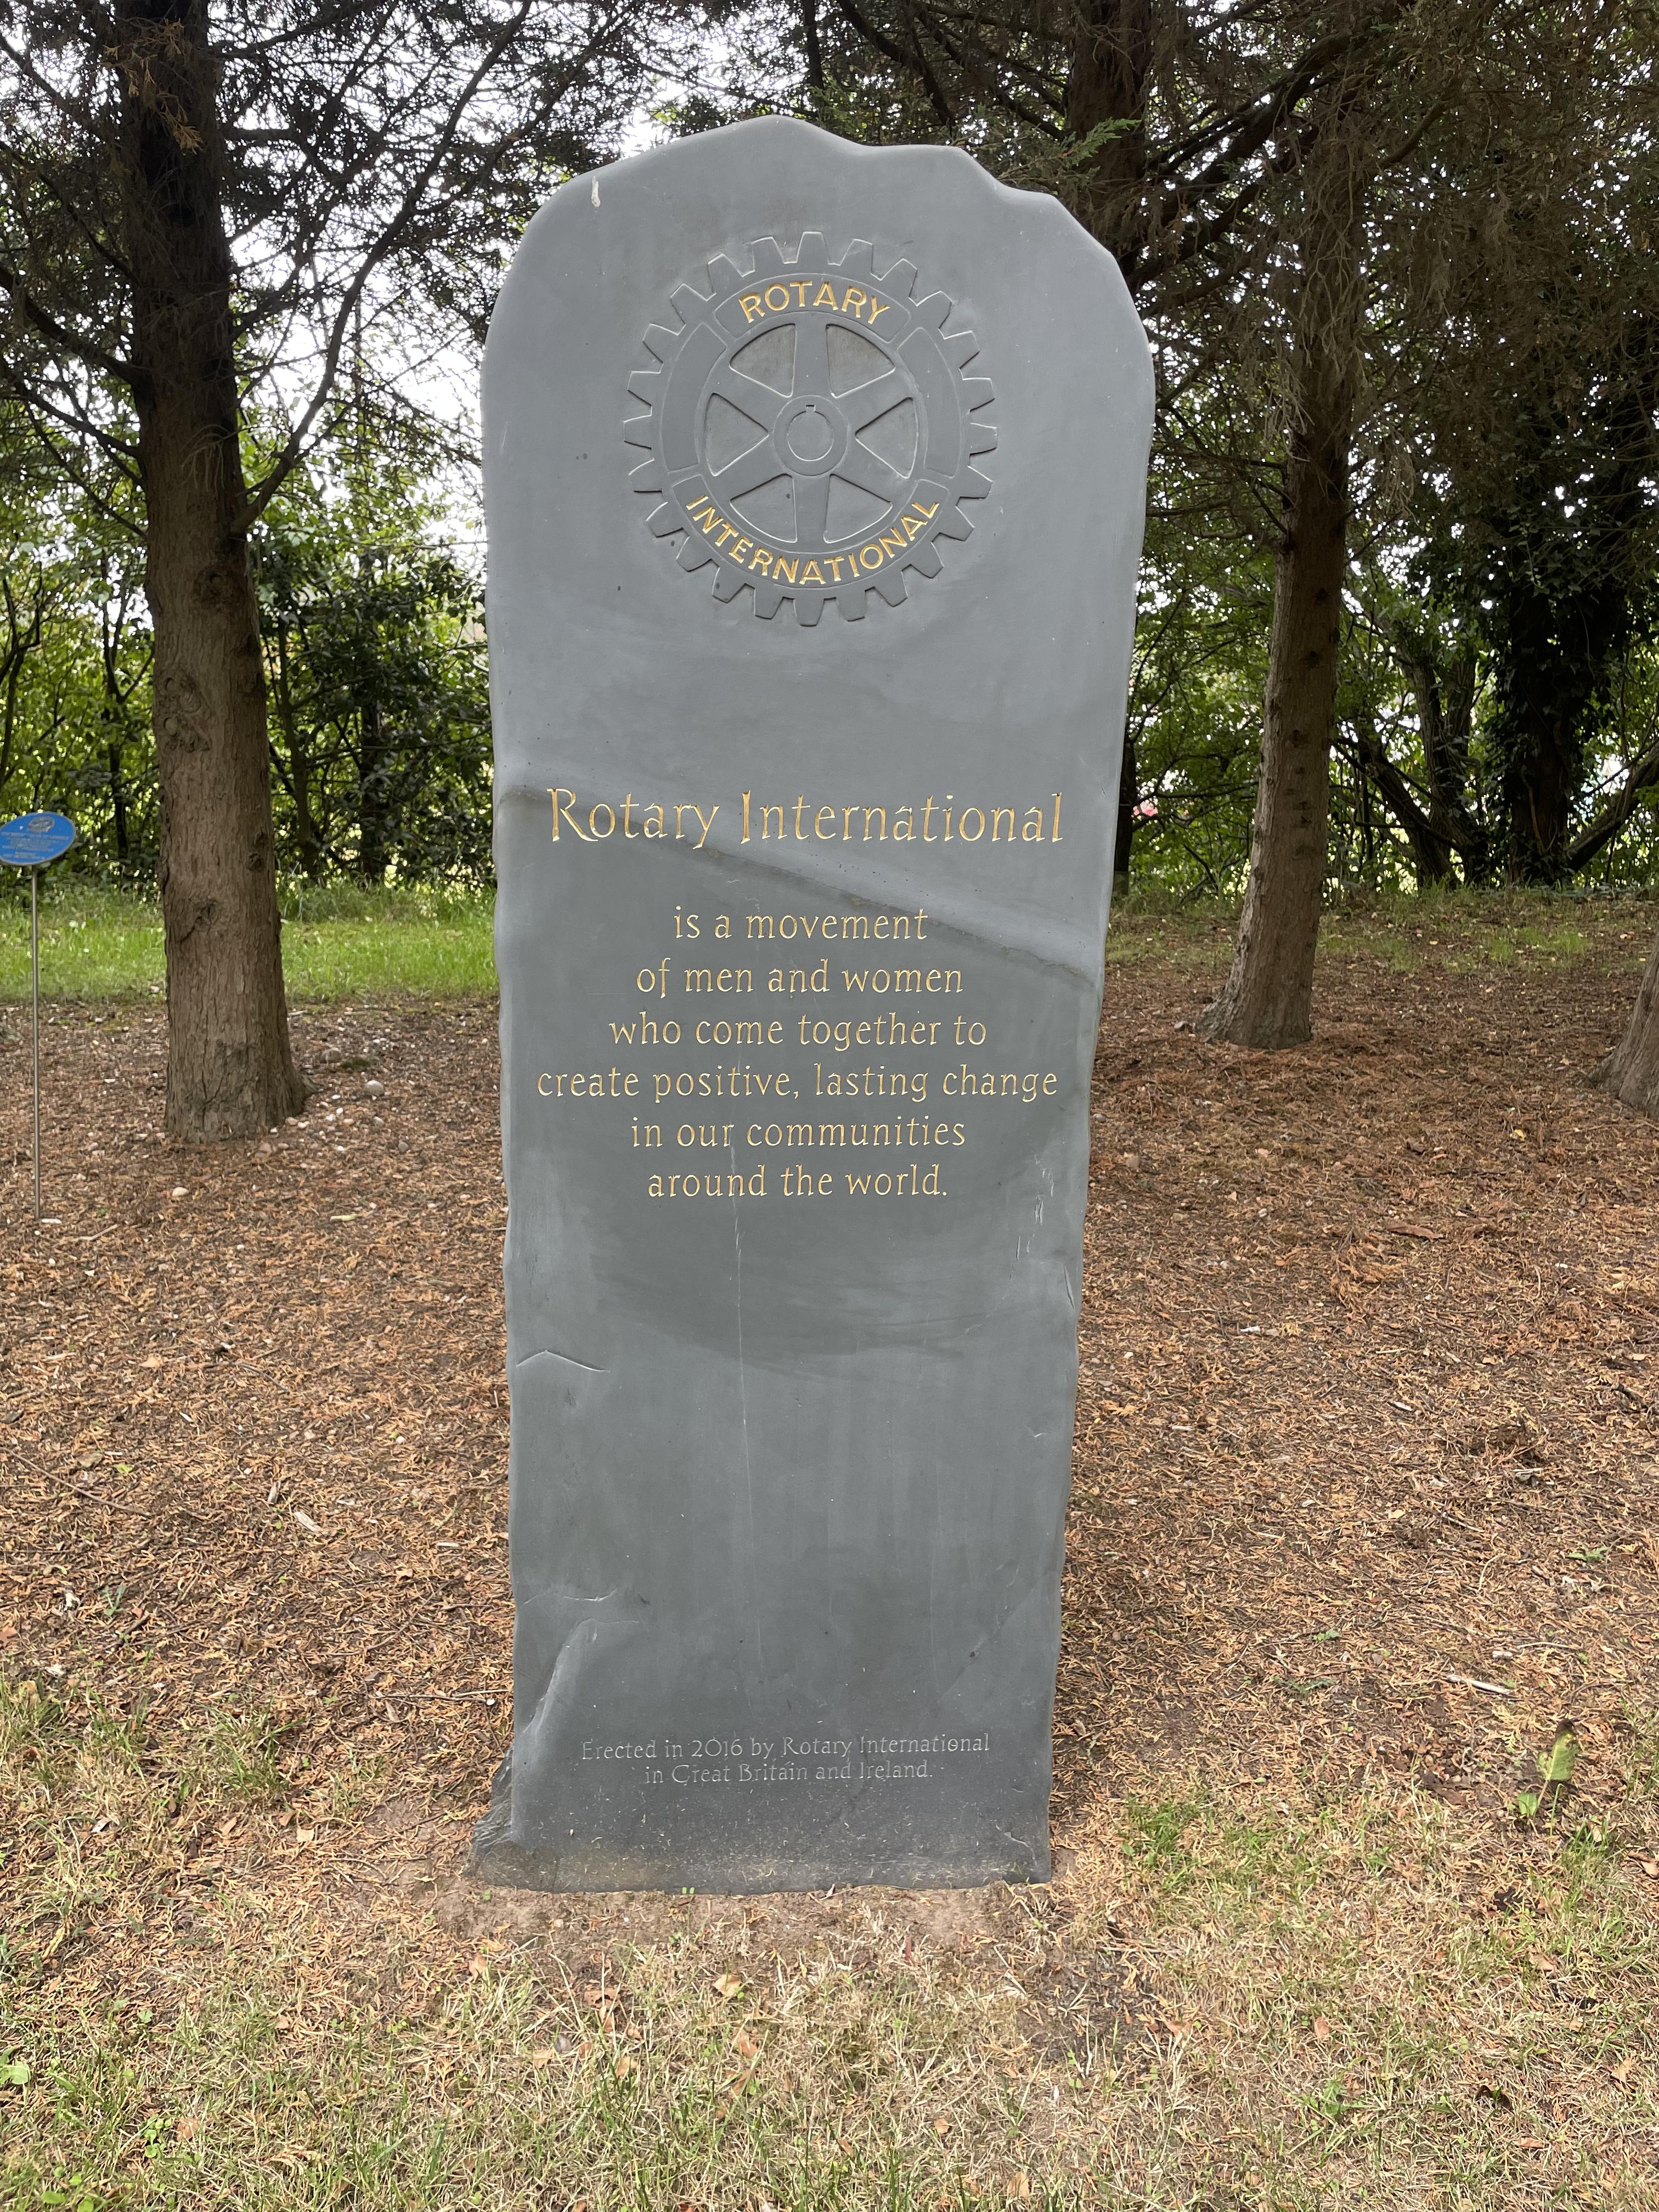 ROTARY
INTERNATIONAL
Rotary International
is a movement
of men and women
who come together to
create positive, lasting change
in our communities
around the world.
Erected in 2016 by Rotary International
in Great Britain and Ireland.